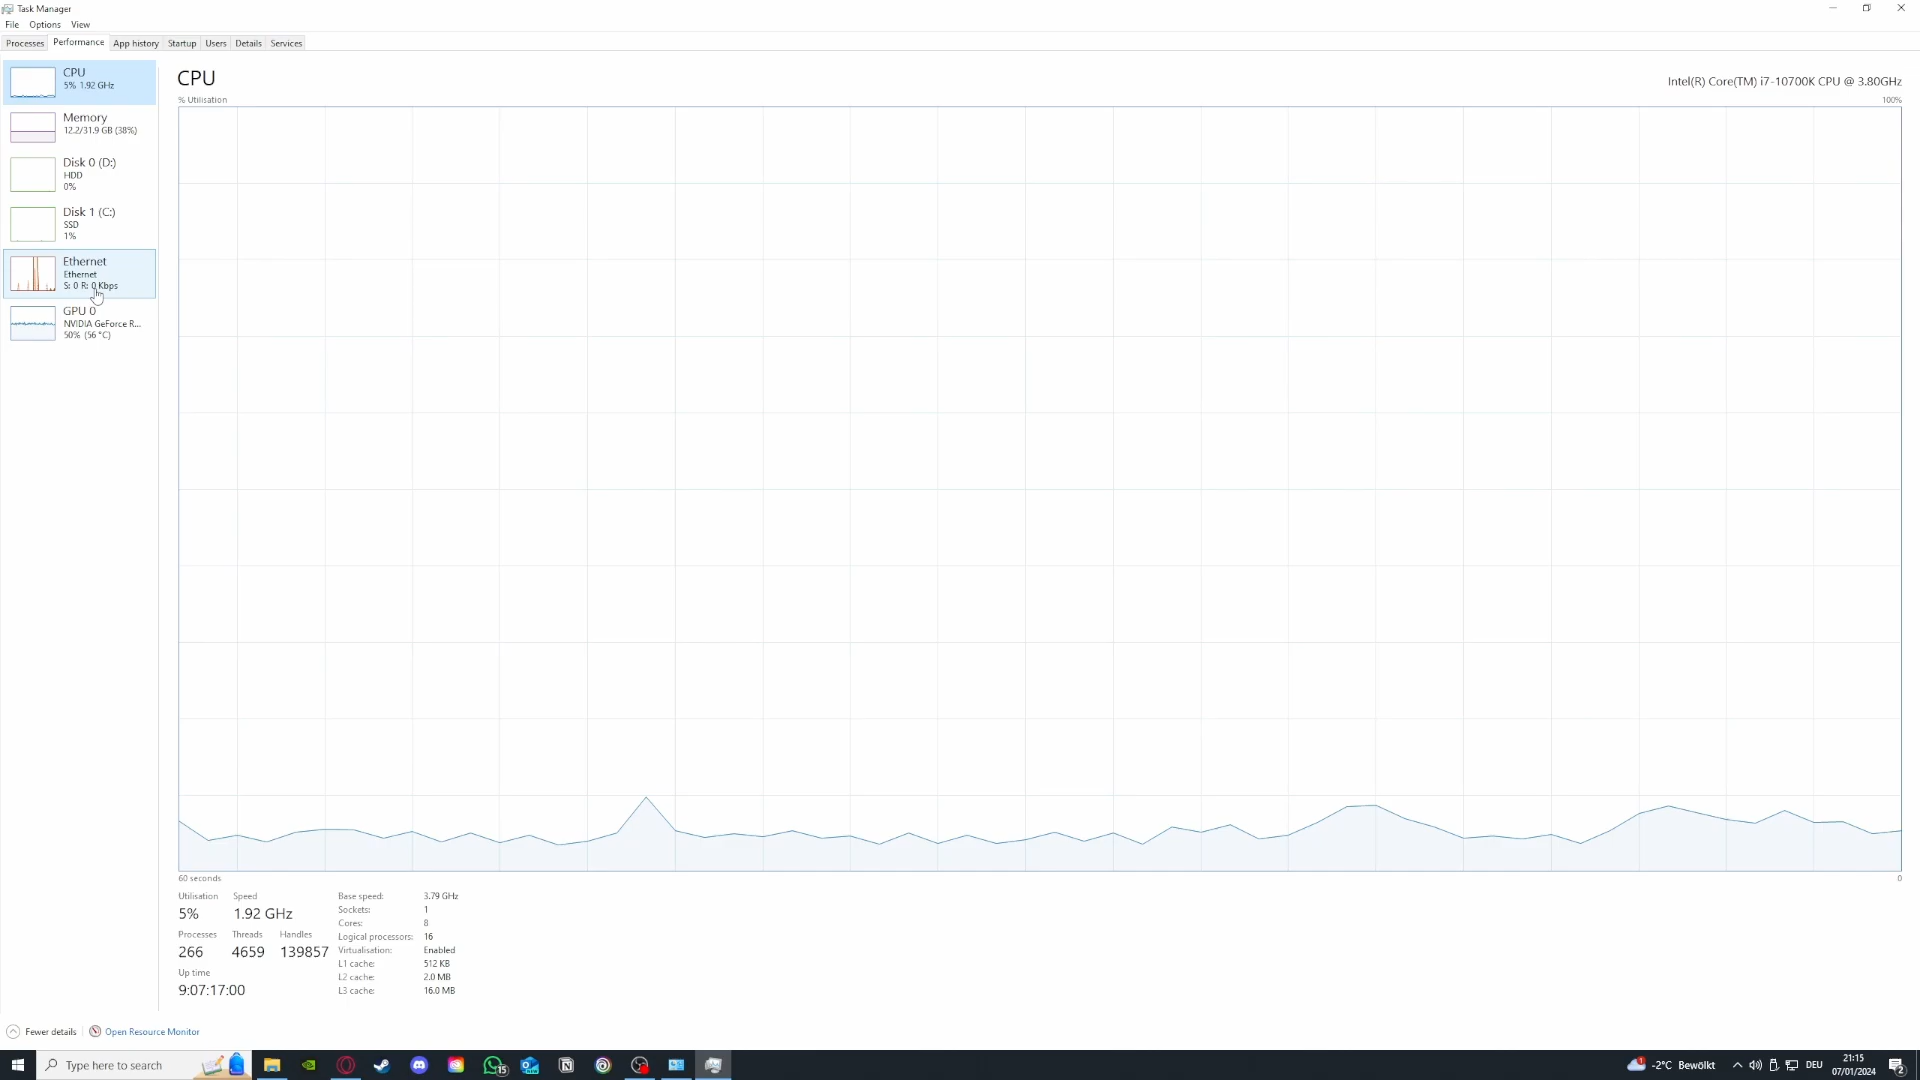 Task Manager
File Options View
Processes Performance App history Startup Users Details Services
CPU
5% 1.92 GHz
Memory
12.2/31.9 GB (38%)
Disk 0 (D:)
HDD
0%
Disk 1 (C:)
SSD
1%
Ethernet
Ethernet
S: 0 R: 0 Kbps
GPU 0
NVIDIA GeForce R...
50% (56 °C)
CPU
Intel(R) Core(TM) i7-10700K CPU @ 3.80GHz
% Utilisation
100%
60 seconds
0
Utilisation Speed
5% 1.92 GHz
Processes Threads Handles
266 4659 139857
Up time
9:07:17:00
Base speed: 3.79 GHz
Sockets: 1
Cores: 8
Logical processors: 16
Virtualisation: Enabled
L1 cache: 512 KB
L2 cache: 2.0 MB
L3 cache: 16.0 MB
Fewer details Open Resource Monitor
Type here to search
15
1
-2°C Bewölkt
DEU
21:15
07/01/2024
2